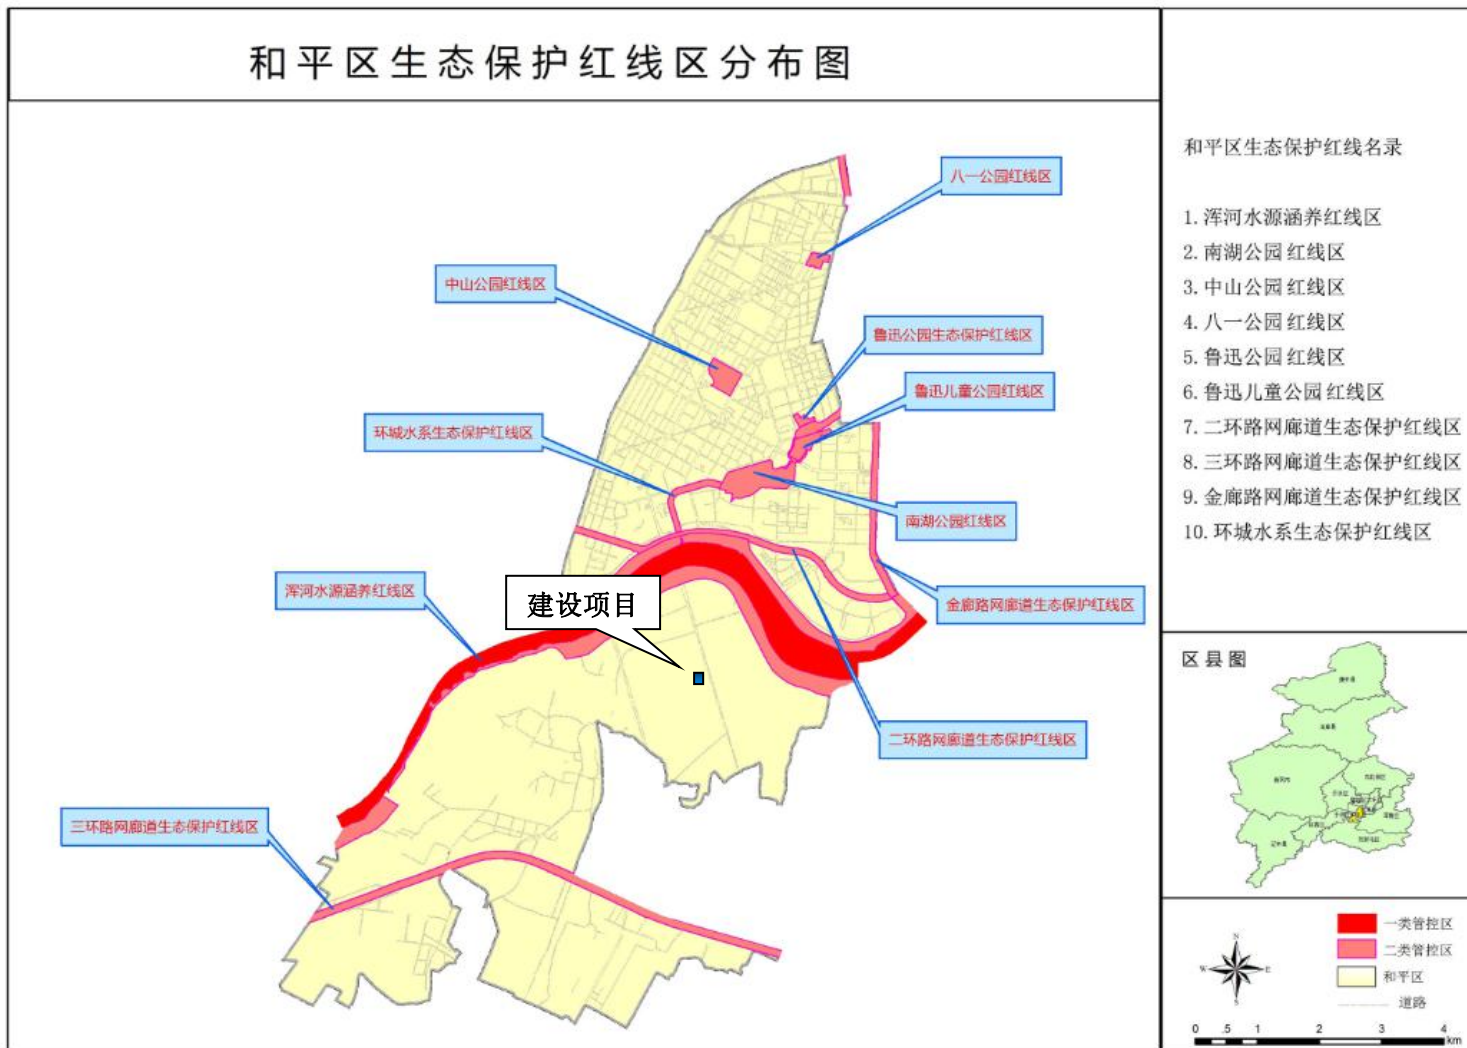 和平区生态保护红线区分布图
八一公园红线区
中山公园红线区
鲁迅公园生态保护红线区
鲁迅儿童公园红线区
环城水系生态保护红线区
南湖公园红线区
浑河水源涵养红线区
建设项目
金廊路网廊道生态保护红线区
二环路网廊道生态保护红线区
三环路网廊道生态保护红线区
和平区生态保护红线名录
1. 浑河水源涵养红线区
2. 南湖公园红线区
3. 中山公园红线区
4. 八一公园红线区
5. 鲁迅公园红线区
6. 鲁迅儿童公园红线区
7. 二环路网廊道生态保护红线区
8. 三环路网廊道生态保护红线区
9. 金廊路网廊道生态保护红线区
10. 环城水系生态保护红线区
区县图
N
W E
S
一类管控区
二类管控区
和平区
道路
0 .5 1 2 3 4
km